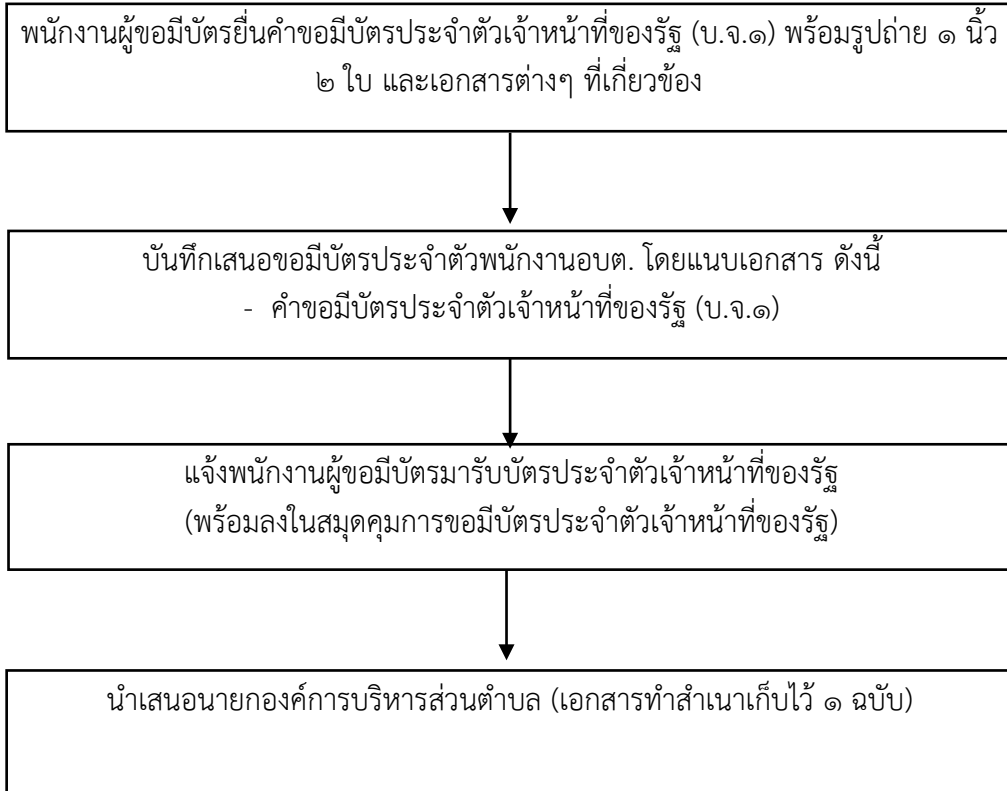 พนักงานผู้ขอมีบัตรยื่นคำขอมีบัตรประจำตัวเจ้าหน้าที่ของรัฐ (บ.จ.๑) พร้อมรูปถ่าย ๑ นิ้ว
๒ ใบ และเอกสารต่างๆ ที่เกี่ยวข้อง
บันทึกเสนอขอมีบัตรประจำตัวพนักงานอบต. โดยแนบเอกสาร ดังนี้
- คำขอมีบัตรประจำตัวเจ้าหน้าที่ของรัฐ (บ.จ.๑)
แจ้งพนักงานผู้ขอมีบัตรมารับบัตรประจำตัวเจ้าหน้าที่ของรัฐ
(พร้อมลงในสมุดคุมการขอมีบัตรประจำตัวเจ้าหน้าที่ของรัฐ)
นำเสนอนายกองค์การบริหารส่วนตำบล (เอกสารทำสำเนาเก็บไว้ ๑ ฉบับ)